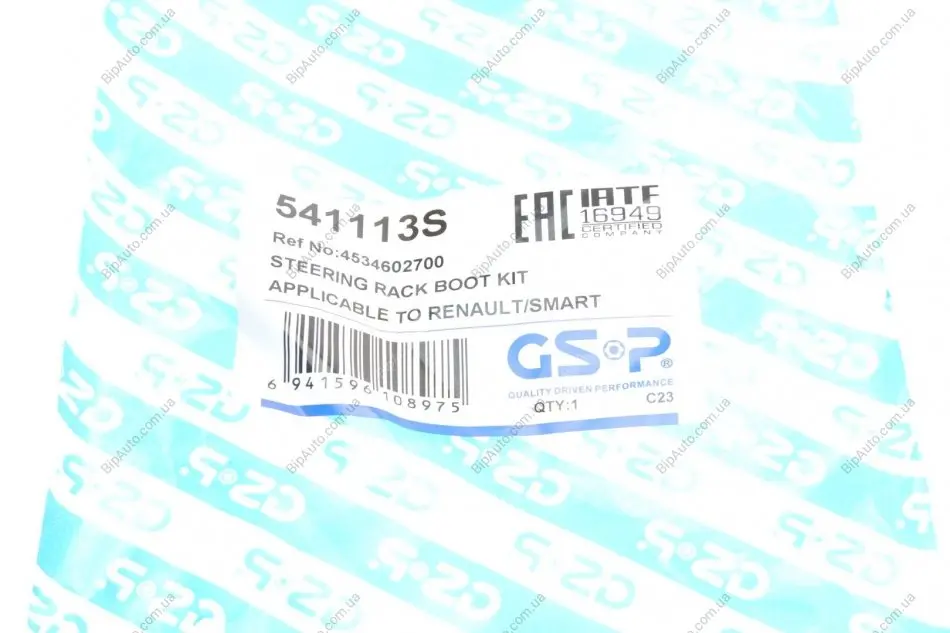 541113S
Ref No:4534602700
STEERING RACK BOOT KIT
APPLICABLE TO RENAULT/SMART
EAC
IATF
16949
CERTIFIED
COMPANY
6 941596 108975
GS·P®
QUALITY DRIVEN PERFORMANCE
QTY:1
C23
BipAuto.com.ua